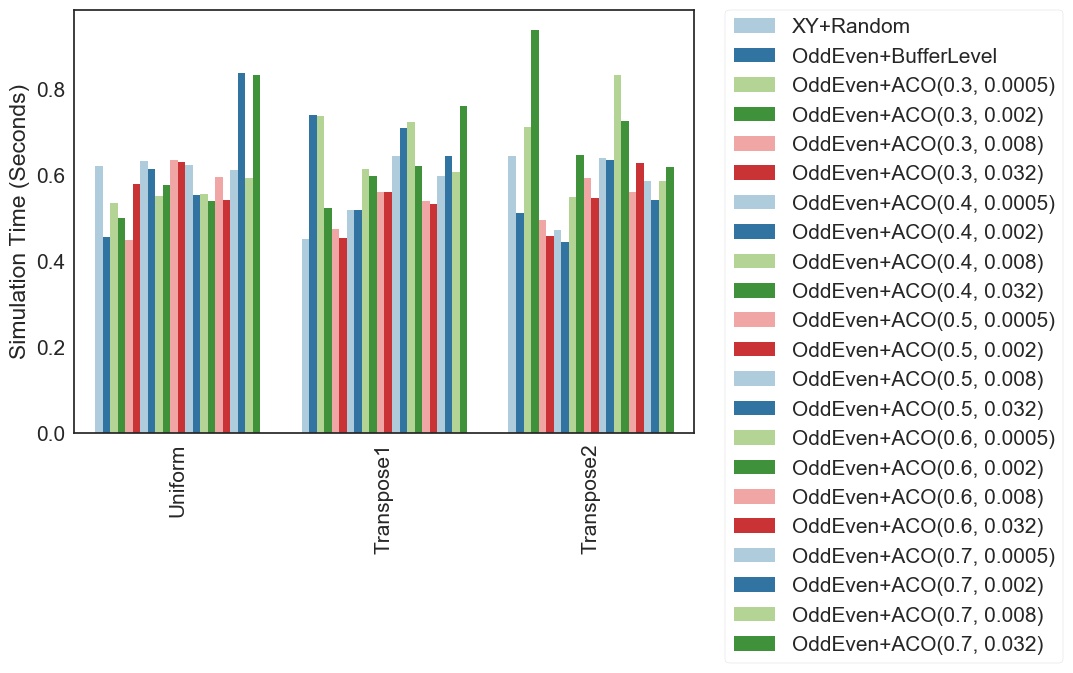 Simulation Time (Seconds)
0.8
0.6
0.4
0.2
0.0
Uniform
Transpose1
Transpose2
XY+Random
OddEven+BufferLevel
OddEven+ACO(0.3, 0.0005)
OddEven+ACO(0.3, 0.002)
OddEven+ACO(0.3, 0.008)
OddEven+ACO(0.3, 0.032)
OddEven+ACO(0.4, 0.0005)
OddEven+ACO(0.4, 0.002)
OddEven+ACO(0.4, 0.008)
OddEven+ACO(0.4, 0.032)
OddEven+ACO(0.5, 0.0005)
OddEven+ACO(0.5, 0.002)
OddEven+ACO(0.5, 0.008)
OddEven+ACO(0.5, 0.032)
OddEven+ACO(0.6, 0.0005)
OddEven+ACO(0.6, 0.002)
OddEven+ACO(0.6, 0.008)
OddEven+ACO(0.6, 0.032)
OddEven+ACO(0.7, 0.0005)
OddEven+ACO(0.7, 0.002)
OddEven+ACO(0.7, 0.008)
OddEven+ACO(0.7, 0.032)